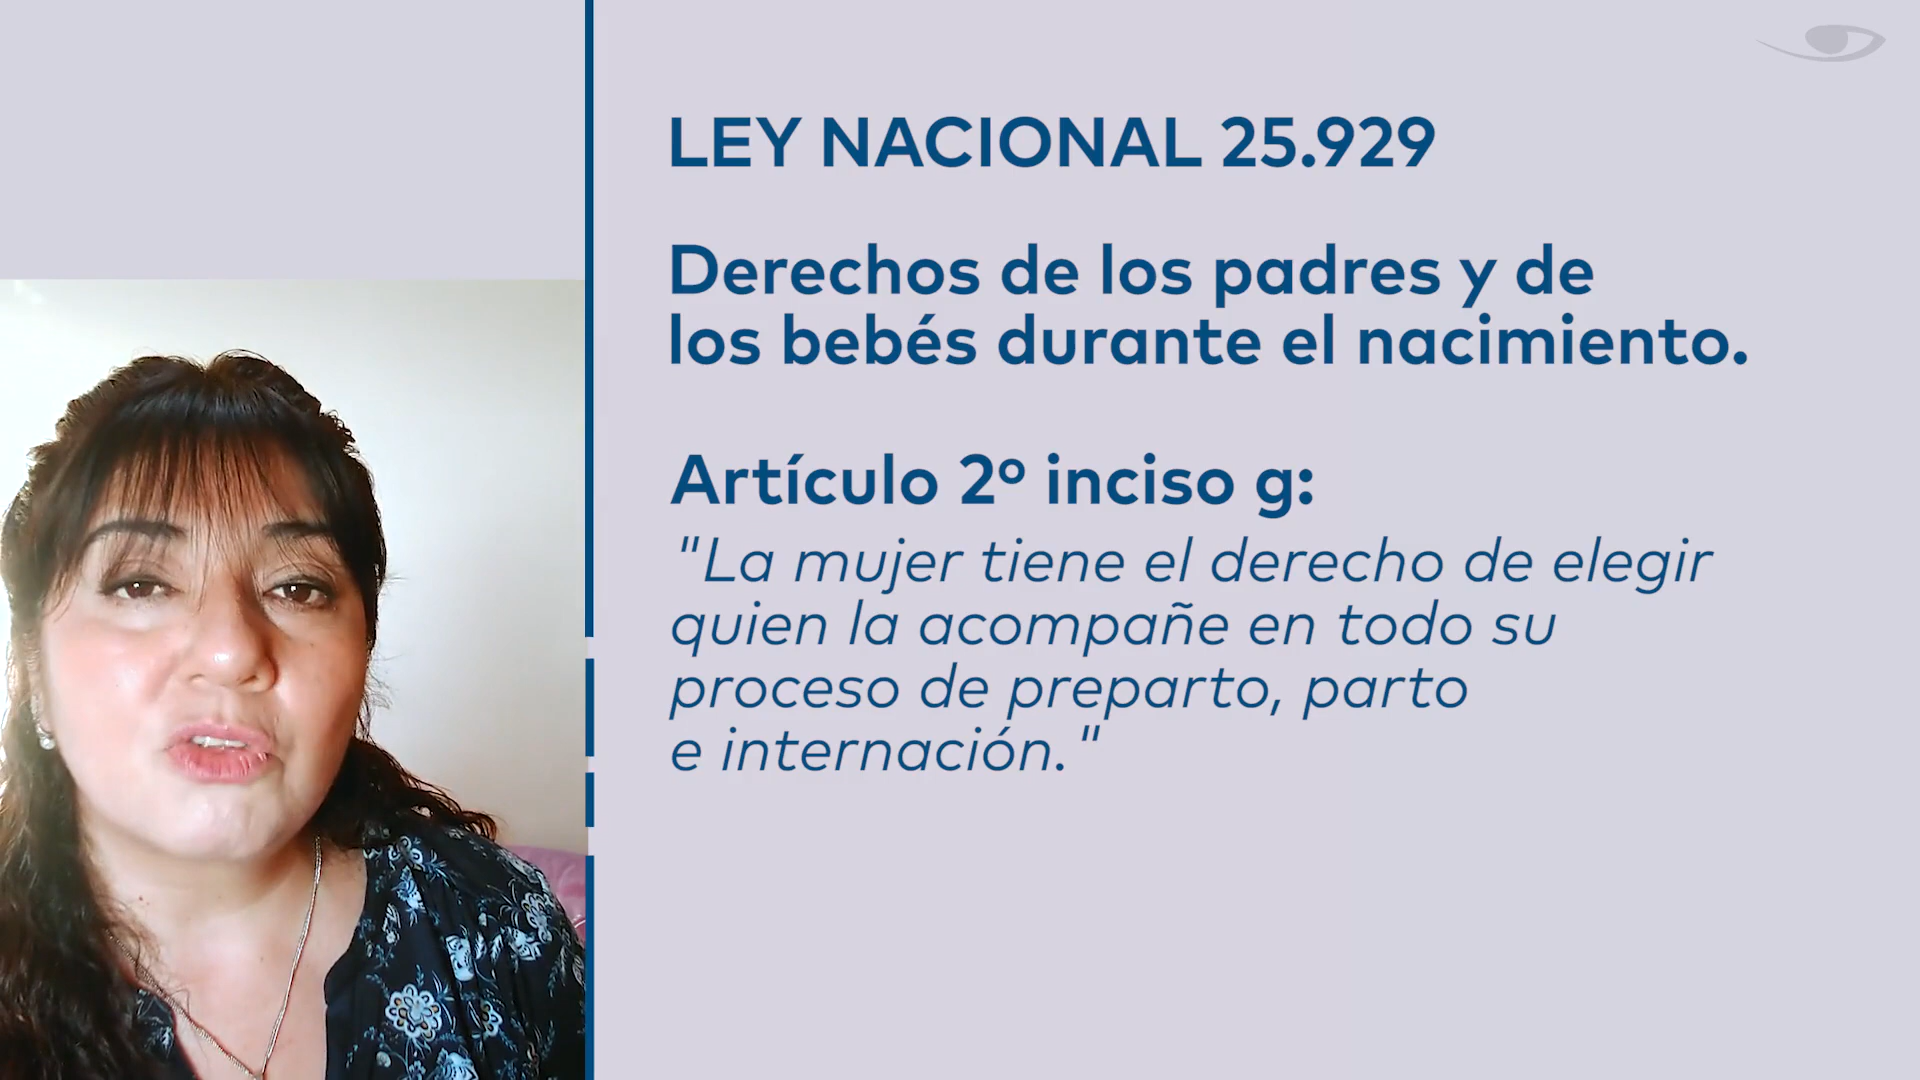 LEY NACIONAL 25.929
Derechos de los padres y de
los bebés durante el nacimiento.
Artículo 2º inciso g:
"La mujer tiene el derecho de elegir
quien la acompañe en todo su
proceso de preparto, parto
e internación."